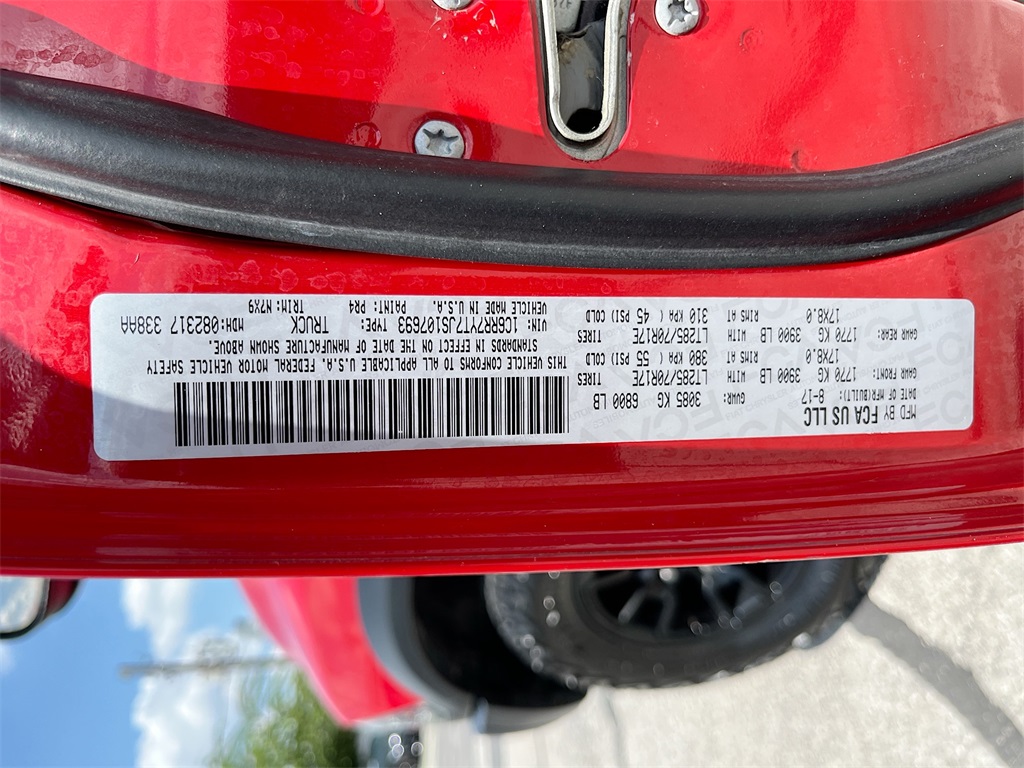 MFD BY FCA US LLC
DATE OF MFR(BUILT): 8-17 GVWR: 3085 KG 6800 LB
GAWR FRONT: 1770 KG 3900 LB WITH LT285/70R17E TIRES
17X8.0 RIMS AT 380 KPA( 55 PSI) COLD
GAWR REAR: 1770 KG 3900 LB WITH LT285/70R17E TIRES
17X8.0 RIMS AT 310 KPA( 45 PSI) COLD
THIS VEHICLE CONFORMS TO ALL APPLICABLE U.S.A. FEDERAL MOTOR VEHICLE SAFETY
STANDARDS IN EFFECT ON THE DATE OF MANUFACTURE SHOWN ABOVE.
VIN: 1C6RR7YT7JS107693 TYPE: TRUCK MDH:082317 338AA
VEHICLE MADE IN U.S.A. PAINT: PR4 TRIM: N7X9